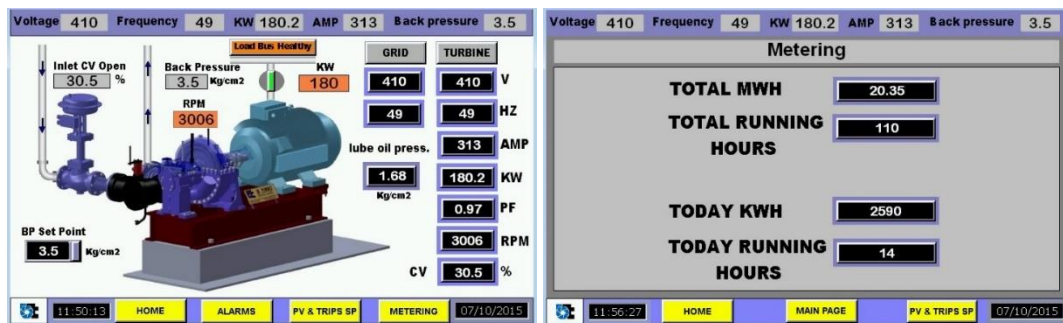 Voltage 410 Frequency 49 KW 180.2 AMP 313 Back pressure 3.5
Load Bus Healthy
GRID TURBINE
Inlet CV Open
30.5 %
Back Pressure
3.5 Kg/cm2
KW
180
410 410 V
RPM
3006
49 49 HZ
lube oil press.
313 AMP
1.68
Kg/cm2
180.2 KW
0.97 PF
BP Set Point
3.5 Kg/cm2
3006 RPM
CV 30.5 %
11:50:13 HOME ALARMS PV & TRIPS SP METERING 07/10/2015
Voltage 410 Frequency 49 KW 180.2 AMP 313 Back pressure 3.5
Metering
TOTAL MWH 20.35
TOTAL RUNNING HOURS 110
TODAY KWH 2590
TODAY RUNNING HOURS 14
11:56:27 HOME MAIN PAGE PV & TRIPS SP 07/10/2015